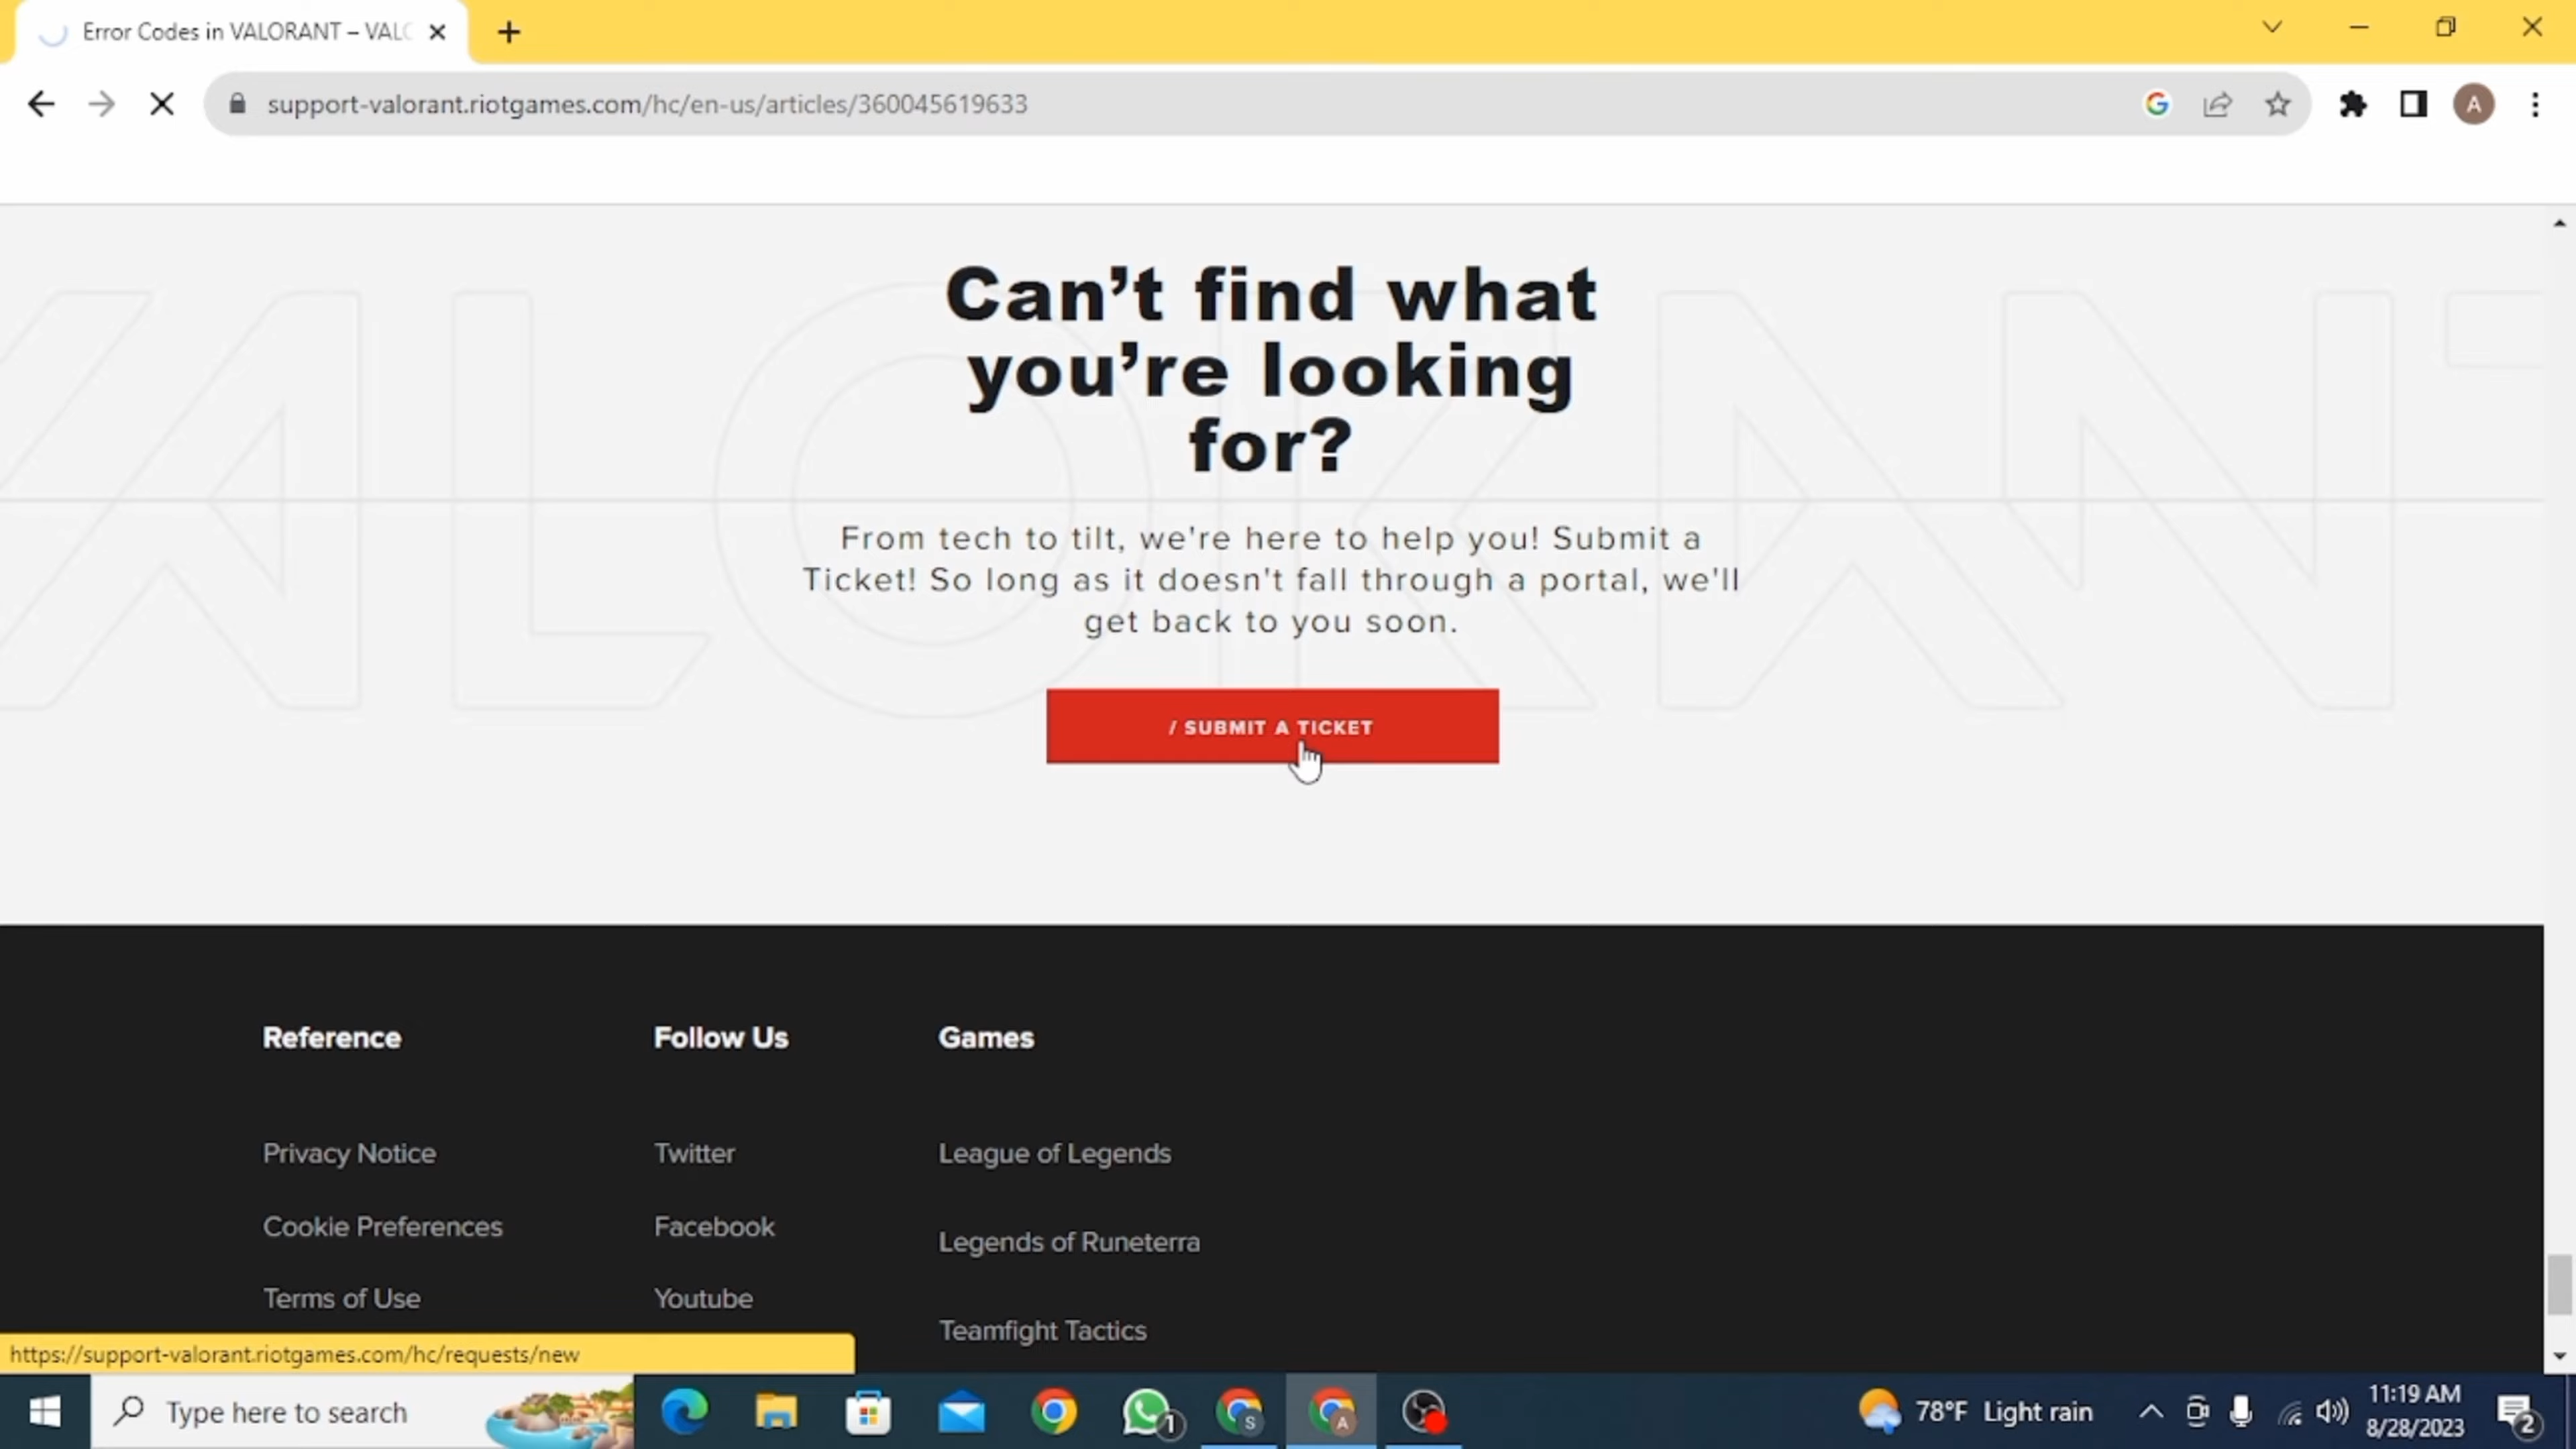 Error Codes in VALORANT – VALO
support-valorant.riotgames.com/hc/en-us/articles/360045619633
A
VALORANT
Can’t find what
you’re looking
for?
From tech to tilt, we're here to help you! Submit a
Ticket! So long as it doesn't fall through a portal, we'll
get back to you soon.
/ SUBMIT A TICKET
Reference
Follow Us
Games
Privacy Notice
Twitter
League of Legends
Cookie Preferences
Facebook
Legends of Runeterra
Terms of Use
Youtube
Teamfight Tactics
https://support-valorant.riotgames.com/hc/requests/new
Type here to search
1
S
A
78°F Light rain
11:19 AM
8/28/2023
2